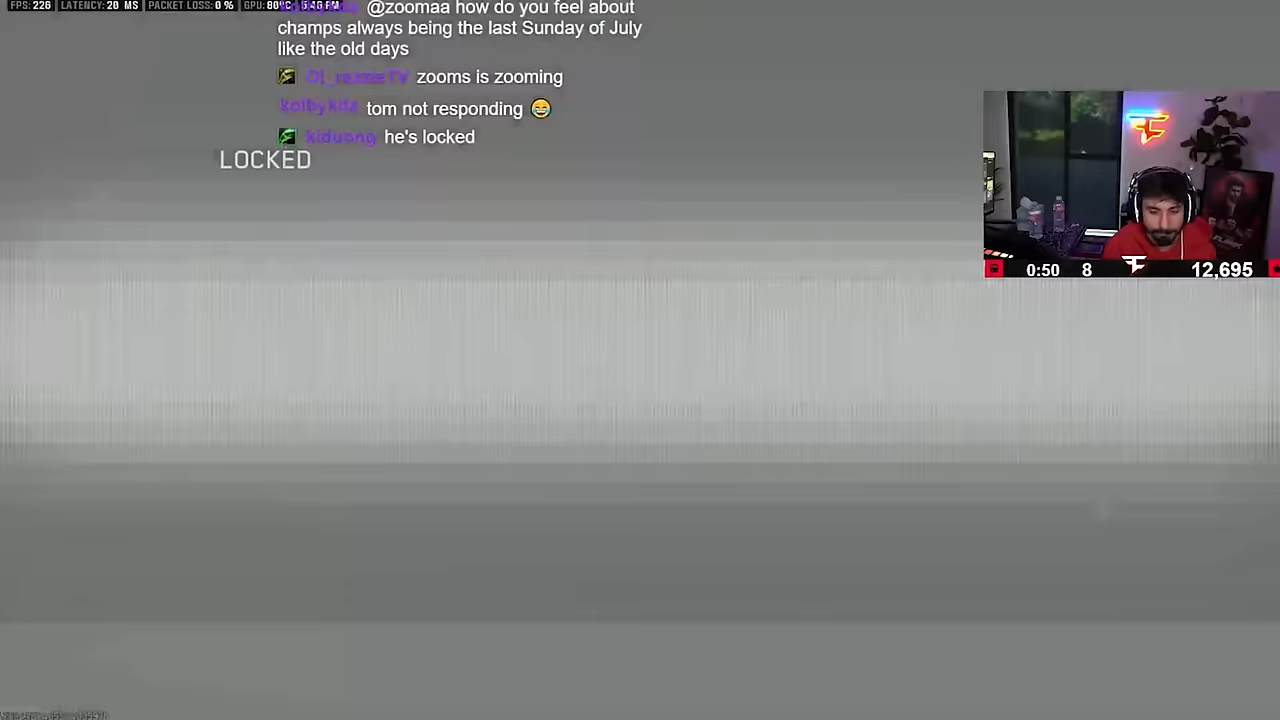 FPS: 226 LATENCY: 20 MS PACKET LOSS: 0 % GPU:
@zoomaa how do you feel about
champs always being the last Sunday of July
like the old days
zooms is zooming
tom not responding 😂
kiduong he's locked
LOCKED
0:50 8 12,695